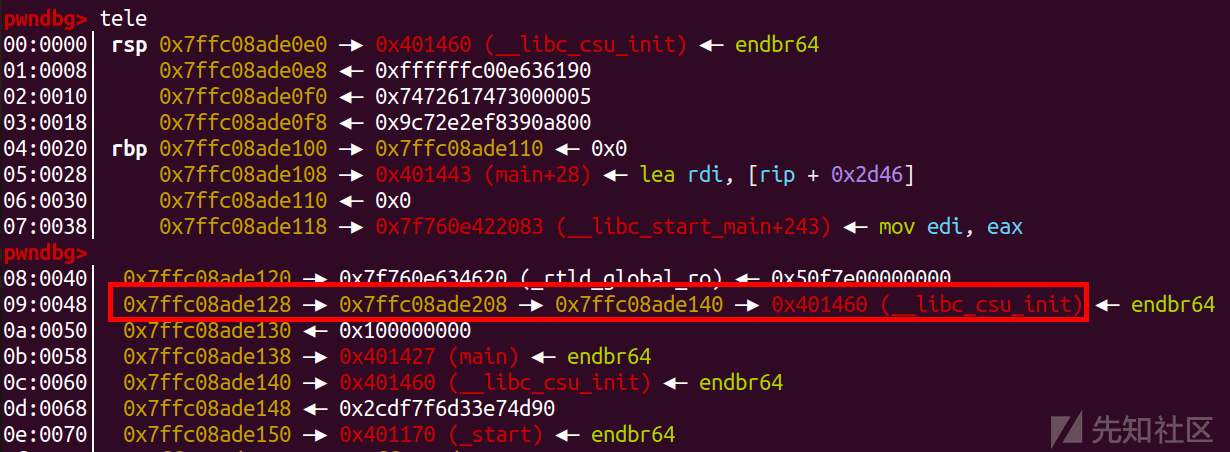 pwndbg> tele
00:0000│ rsp 0x7ffc08ade0e0 —▸ 0x401460 (__libc_csu_init) ◂— endbr64
01:0008│     0x7ffc08ade0e8 ◂— 0xffffffc00e636190
02:0010│     0x7ffc08ade0f0 ◂— 0x7472617473000005
03:0018│     0x7ffc08ade0f8 ◂— 0x9c72e2ef8390a800
04:0020│ rbp 0x7ffc08ade100 —▸ 0x7ffc08ade110 ◂— 0x0
05:0028│     0x7ffc08ade108 —▸ 0x401443 (main+28) ◂— lea rdi, [rip + 0x2d46]
06:0030│     0x7ffc08ade110 ◂— 0x0
07:0038│     0x7ffc08ade118 —▸ 0x7f760e422083 (__libc_start_main+243) ◂— mov edi, eax
pwndbg>
08:0040│ 0x7ffc08ade120 —▸ 0x7f760e634620 (_rtld_global_ro) ◂— 0x50f7e00000000
09:0048│ 0x7ffc08ade128 —▸ 0x7ffc08ade208 —▸ 0x7ffc08ade140 —▸ 0x401460 (__libc_csu_init) ◂— endbr64
0a:0050│ 0x7ffc08ade130 ◂— 0x100000000
0b:0058│ 0x7ffc08ade138 —▸ 0x401427 (main) ◂— endbr64
0c:0060│ 0x7ffc08ade140 —▸ 0x401460 (__libc_csu_init) ◂— endbr64
0d:0068│ 0x7ffc08ade148 ◂— 0x2cdf7f6d33e74d90
0e:0070│ 0x7ffc08ade150 —▸ 0x401170 (_start) ◂— endbr64
先知社区